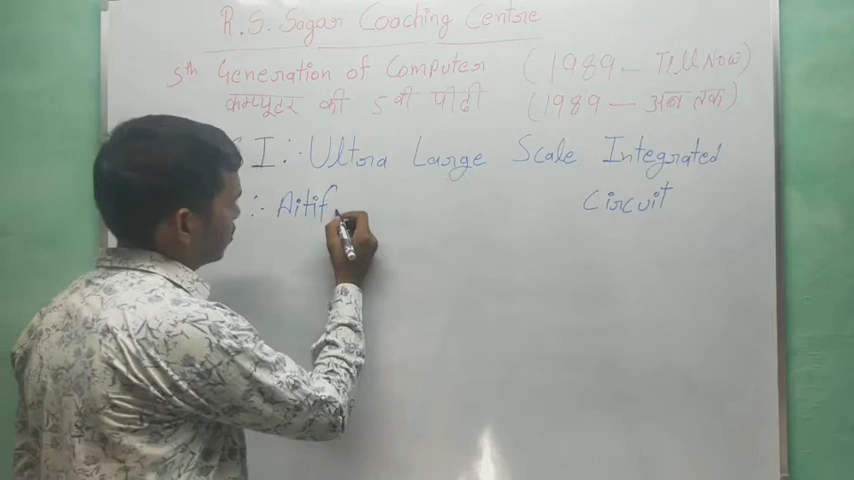 R.S. Sagar Coaching Centre
5th Generation of Computer (1989 - Till Now)
कम्प्यूटर की 5वी पीढी (1989 - अब तक)
I :- Ultra Large Scale Integrated
Circuit
:- Aitif